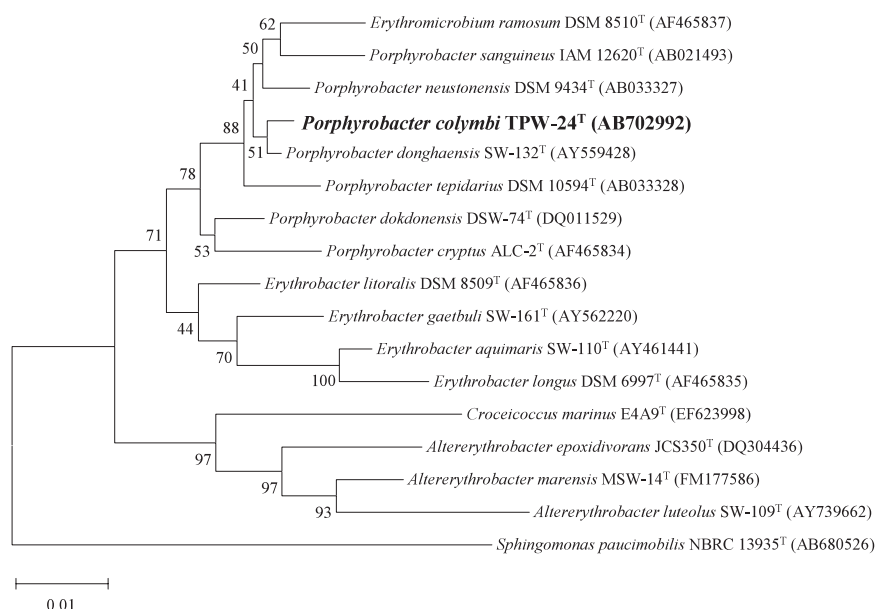 62 Erythromicrobium ramosum DSM 8510ᵀ (AF465837)
50 Porphyrobacter sanguineus IAM 12620ᵀ (AB021493)
41 Porphyrobacter neustonensis DSM 9434ᵀ (AB033327)
88 Porphyrobacter colymbi TPW-24ᵀ (AB702992)
51 Porphyrobacter donghaensis SW-132ᵀ (AY559428)
78 Porphyrobacter tepidarius DSM 10594ᵀ (AB033328)
Porphyrobacter dokdonensis DSW-74ᵀ (DQ011529)
71 53 Porphyrobacter cryptus ALC-2ᵀ (AF465834)
Erythrobacter litoralis DSM 8509ᵀ (AF465836)
44 Erythrobacter gaetbuli SW-161ᵀ (AY562220)
70 Erythrobacter aquimaris SW-110ᵀ (AY461441)
100 Erythrobacter longus DSM 6997ᵀ (AF465835)
Croceicoccus marinus E4A9ᵀ (EF623998)
97 Altererythrobacter epoxidivorans JCS350ᵀ (DQ304436)
97 Altererythrobacter marensis MSW-14ᵀ (FM177586)
93 Altererythrobacter luteolus SW-109ᵀ (AY739662)
Sphingomonas paucimobilis NBRC 13935ᵀ (AB680526)
0.01